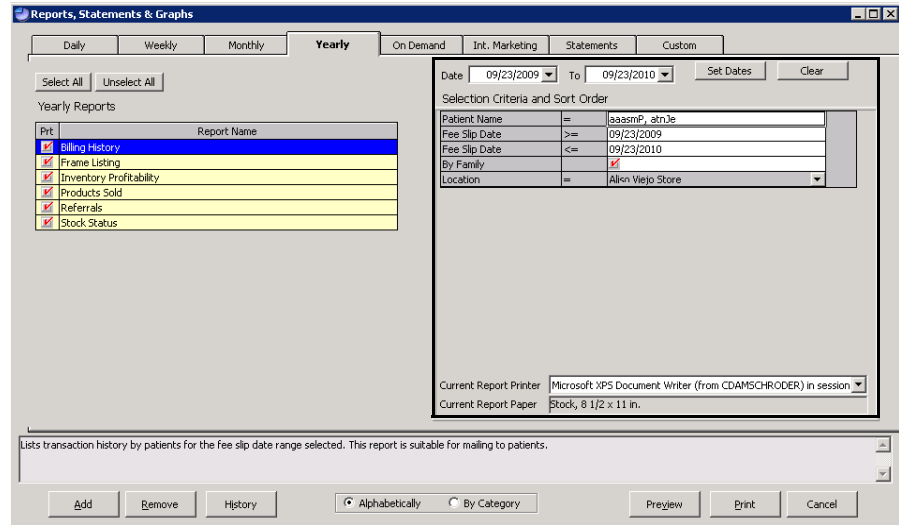 Reports, Statements & Graphs
Daily Weekly Monthly Yearly On Demand Int. Marketing Statements Custom
Select All Unselect All
Yearly Reports
Prt Report Name
Billing History
Frame Listing
Inventory Profitability
Products Sold
Referrals
Stock Status
Date 09/23/2009 To 09/23/2010 Set Dates Clear
Selection Criteria and Sort Order
Patient Name = aaasmP, atnJe
Fee Slip Date >= 09/23/2009
Fee Slip Date <= 09/23/2010
By Family
Location = Ali<n Viejo Store
Current Report Printer Microsoft XPS Document Writer (from CDAMSCHRODER) in session
Current Report Paper Stock, 8 1/2 x 11 in.
Lists transaction history by patients for the fee slip date range selected. This report is suitable for mailing to patients.
Add Remove History Alphabetically By Category Preview Print Cancel